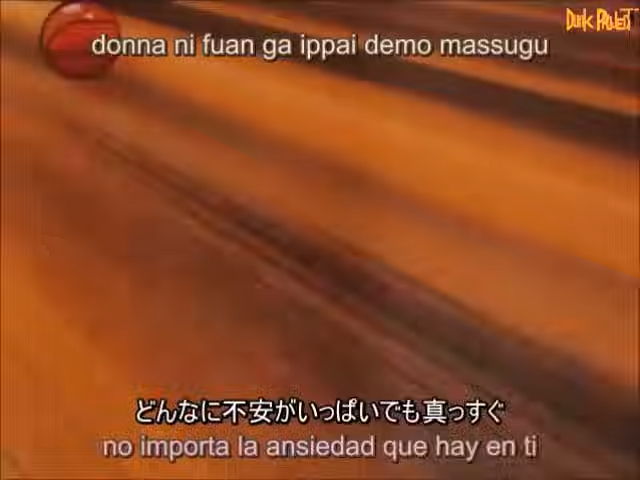 Dunk Project
donna ni fuan ga ippai demo massugu
どんなに不安がいっぱいでも真っすぐ
no importa la ansiedad que hay en ti